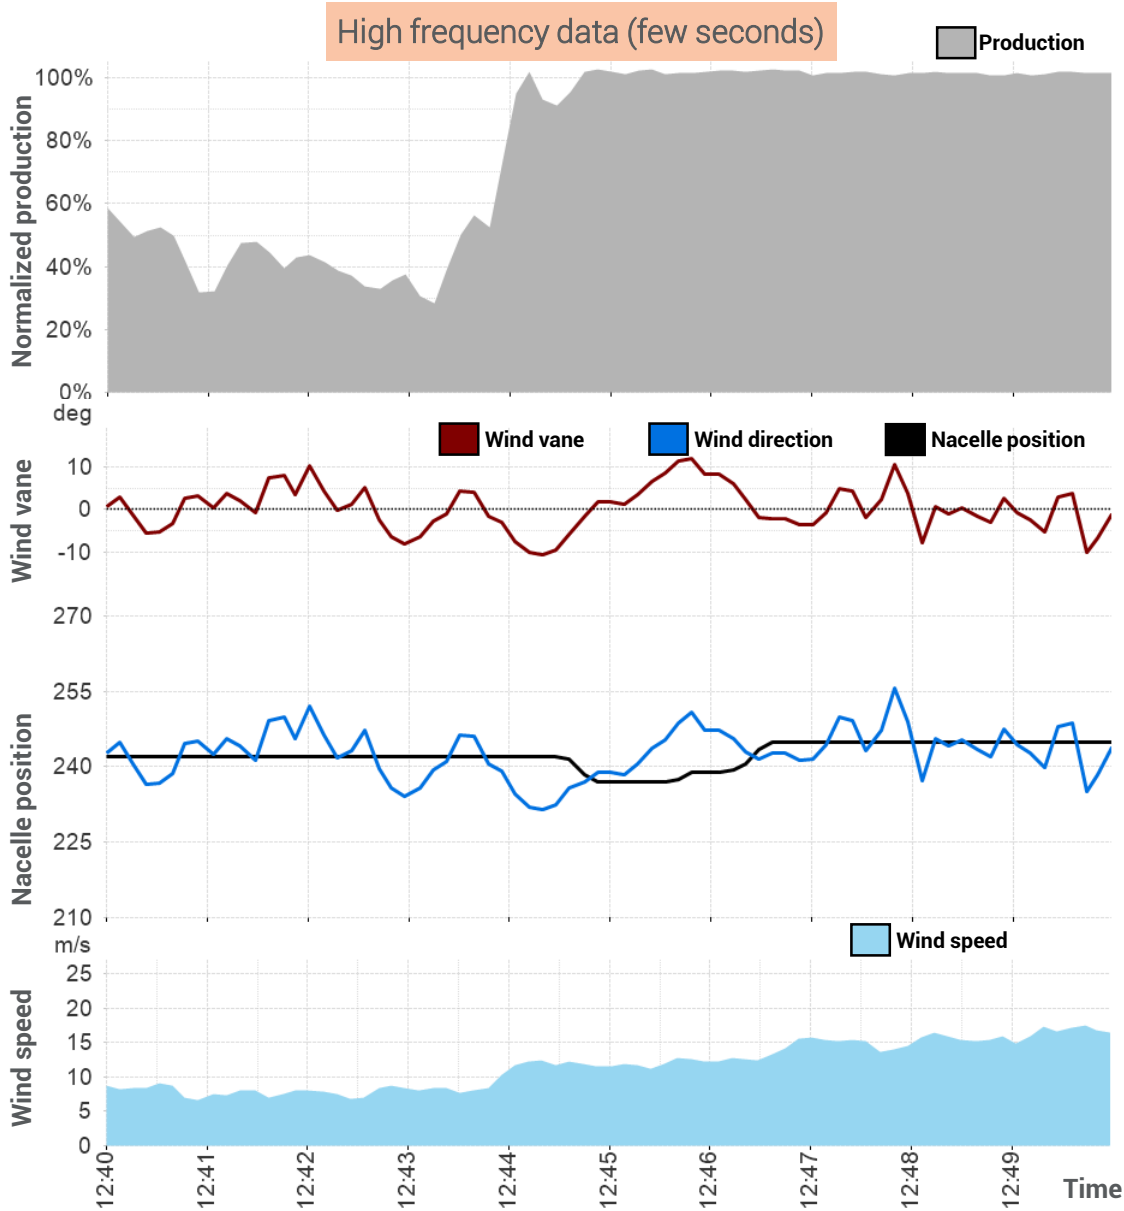 High frequency data (few seconds)
Production
Normalized production
100%
80%
60%
40%
20%
0%
deg
Wind vane
Wind direction
Nacelle position
Wind vane
10
0
-10
270
255
240
225
210
Nacelle position
m/s
Wind speed
Wind speed
25
20
15
10
5
0
12:40
12:41
12:42
12:43
12:44
12:45
12:46
12:47
12:48
12:49
Time